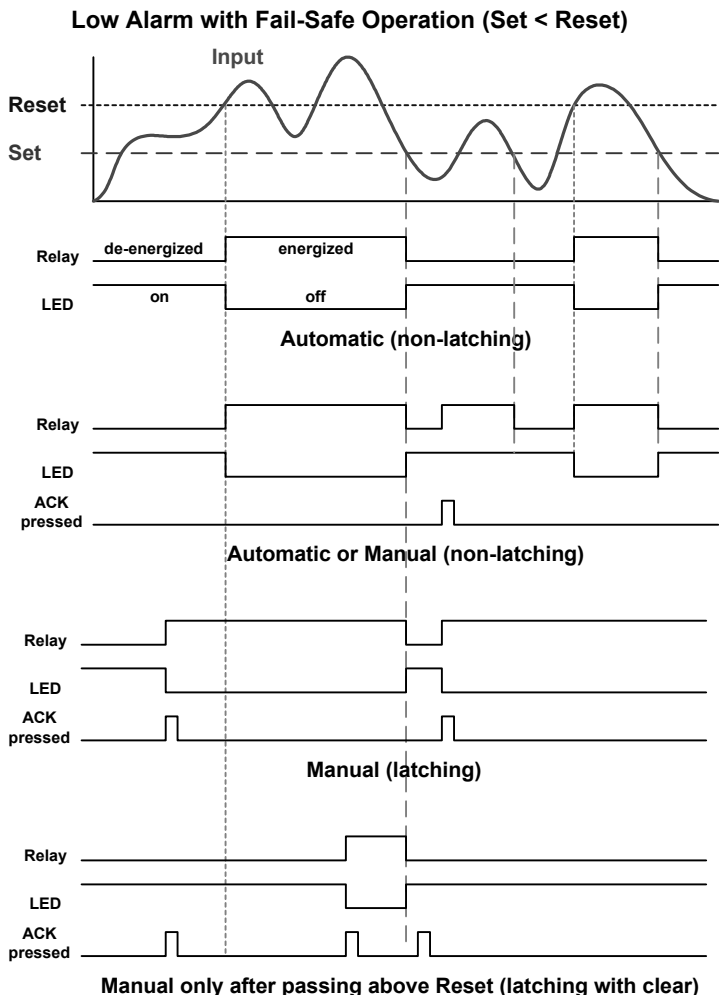 Low Alarm with Fail-Safe Operation (Set < Reset)
Input
Reset
Set
Relay
de-energized
energized
LED
on
off
Automatic (non-latching)
Relay
LED
ACK
pressed
Automatic or Manual (non-latching)
Relay
LED
ACK
pressed
Manual (latching)
Relay
LED
ACK
pressed
Manual only after passing above Reset (latching with clear)